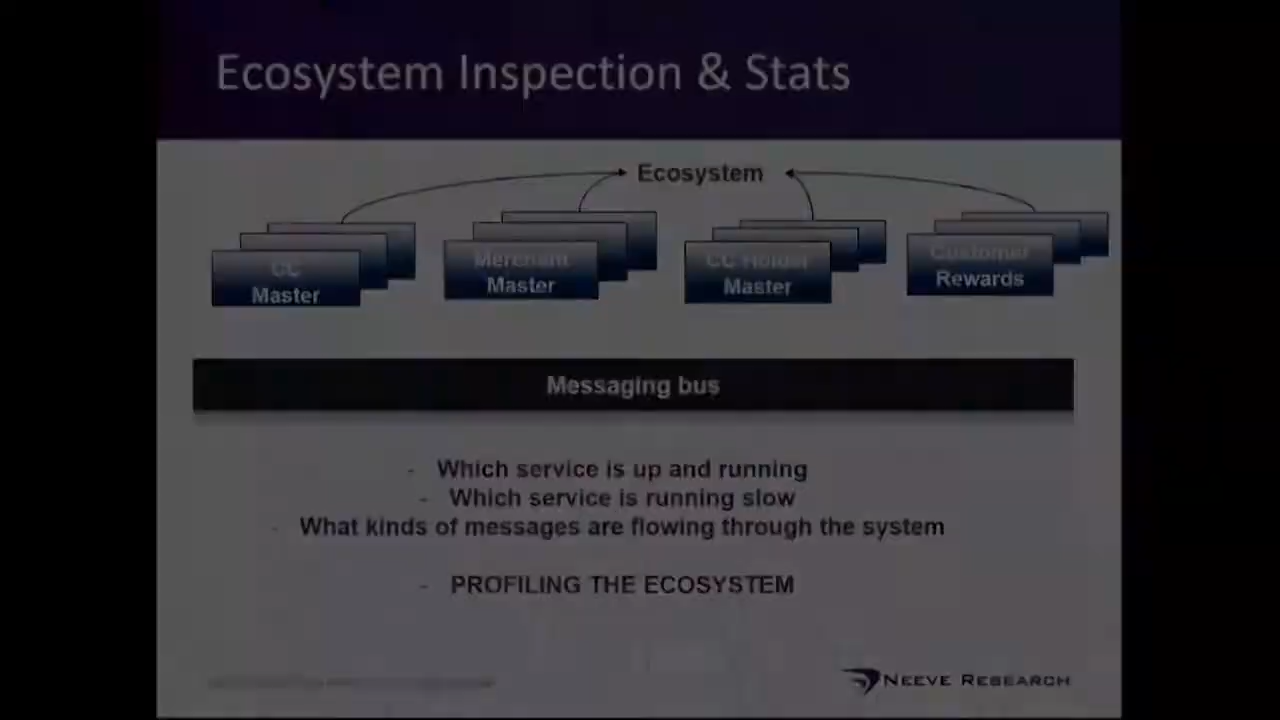 Ecosystem Inspection & Stats
Ecosystem
CC
Master
Merchant
Master
CC Holder
Master
Customer
Rewards
Messaging bus
- Which service is up and running
- Which service is running slow
- What kinds of messages are flowing through the system
- PROFILING THE ECOSYSTEM
NEEVE RESEARCH